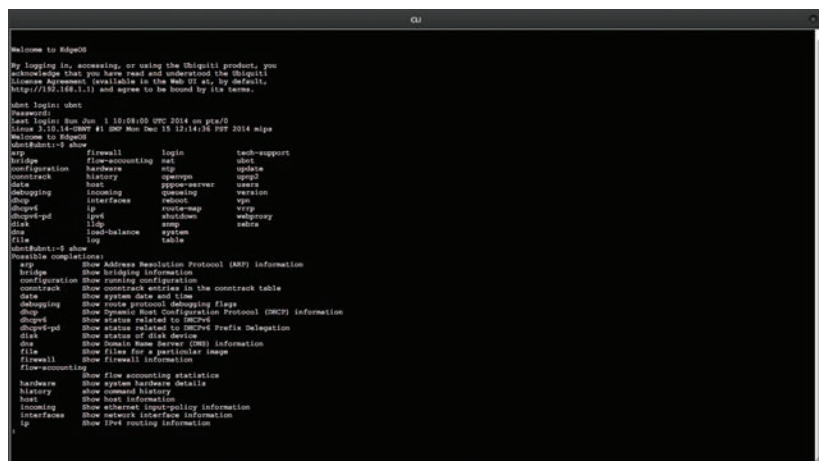 CLI
Welcome to EdgeOS
By logging in, accessing, or using the Ubiquiti product, you
acknowledge that you have read and understood the Ubiquiti
License Agreement (available in the Web UI at, by default,
http://192.168.1.1) and agree to be bound by its terms.
ubnt login: ubnt
Password:
Last login: Sun Jun 1 10:08:00 UTC 2014 on pts/0
Linux 3.10.14-UBNT #1 SMP Mon Dec 15 12:14:36 PST 2014 mips
Welcome to EdgeOS
ubnt@ubnt:~$ show
arp firewall login tech-support
bridge flow-accounting nat ubnt
configuration hardware ntp update
conntrack history openvpn upnp2
date host pppoe-server users
debugging incoming queueing version
dhcp interfaces reboot vpn
dhcpv6 ip route-map vrrp
dhcpv6-pd ipv6 shutdown webproxy
disk lldp snmp zebra
dns load-balance system
file log table
ubnt@ubnt:~$ show
Possible completions:
arp Show Address Resolution Protocol (ARP) information
bridge Show bridging information
configuration Show running configuration
conntrack Show conntrack entries in the conntrack table
date Show system date and time
debugging Show route protocol debugging flags
dhcp Show Dynamic Host Configuration Protocol (DHCP) information
dhcpv6 Show status related to DHCPv6
dhcpv6-pd Show status related to DHCPv6 Prefix Delegation
disk Show status of disk device
dns Show Domain Name Server (DNS) information
file Show files for a particular image
firewall Show firewall information
flow-accounting
Show flow accounting statistics
hardware Show system hardware details
history show command history
host Show host information
incoming Show ethernet input-policy information
interfaces Show network interface information
ip Show IPv4 routing information
: